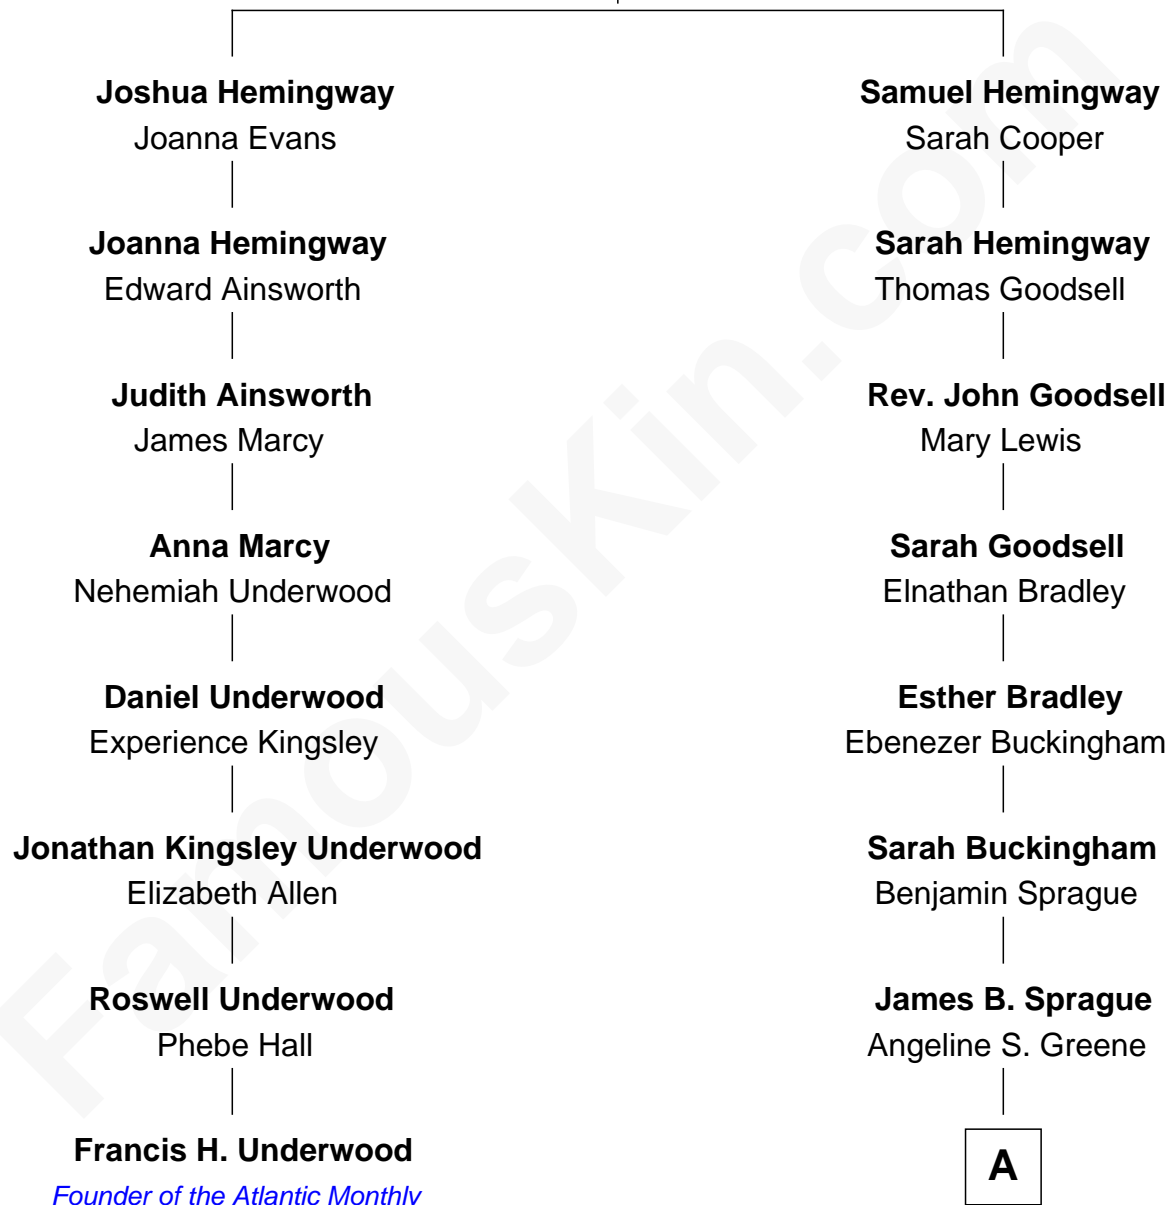 Joshua Hemingway
Joanna Evans
Joanna Hemingway
Edward Ainsworth
Judith Ainsworth
James Marcy
Anna Marcy
Nehemiah Underwood
Daniel Underwood
Experience Kingsley
Jonathan Kingsley Underwood
Elizabeth Allen
Roswell Underwood
Phebe Hall
Francis H. Underwood
Founder of the Atlantic Monthly
Samuel Hemingway
Sarah Cooper
Sarah Hemingway
Thomas Goodsell
Rev. John Goodsell
Mary Lewis
Sarah Goodsell
Elnathan Bradley
Esther Bradley
Ebenezer Buckingham
Sarah Buckingham
Benjamin Sprague
James B. Sprague
Angeline S. Greene
A
FamousKin.com